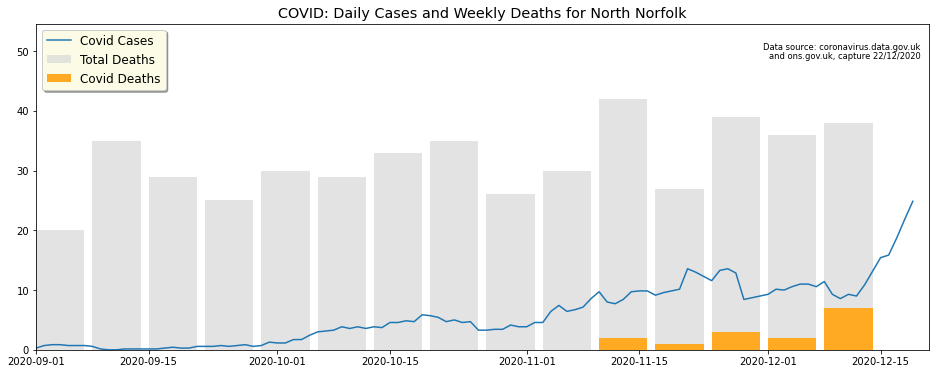 COVID: Daily Cases and Weekly Deaths for North Norfolk
Covid Cases
Total Deaths
Covid Deaths
Data source: coronavirus.data.gov.uk
and ons.gov.uk, capture 22/12/2020
50
40
30
20
10
0
2020-09-01 2020-09-15 2020-10-01 2020-10-15 2020-11-01 2020-11-15 2020-12-01 2020-12-15